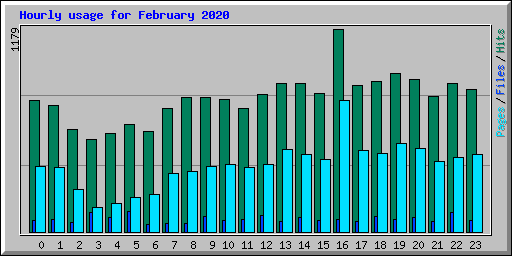 Hourly usage for February 2020
1179
Pages/Files/Hits
0 1 2 3 4 5 6 7 8 9 10 11 12 13 14 15 16 17 18 19 20 21 22 23